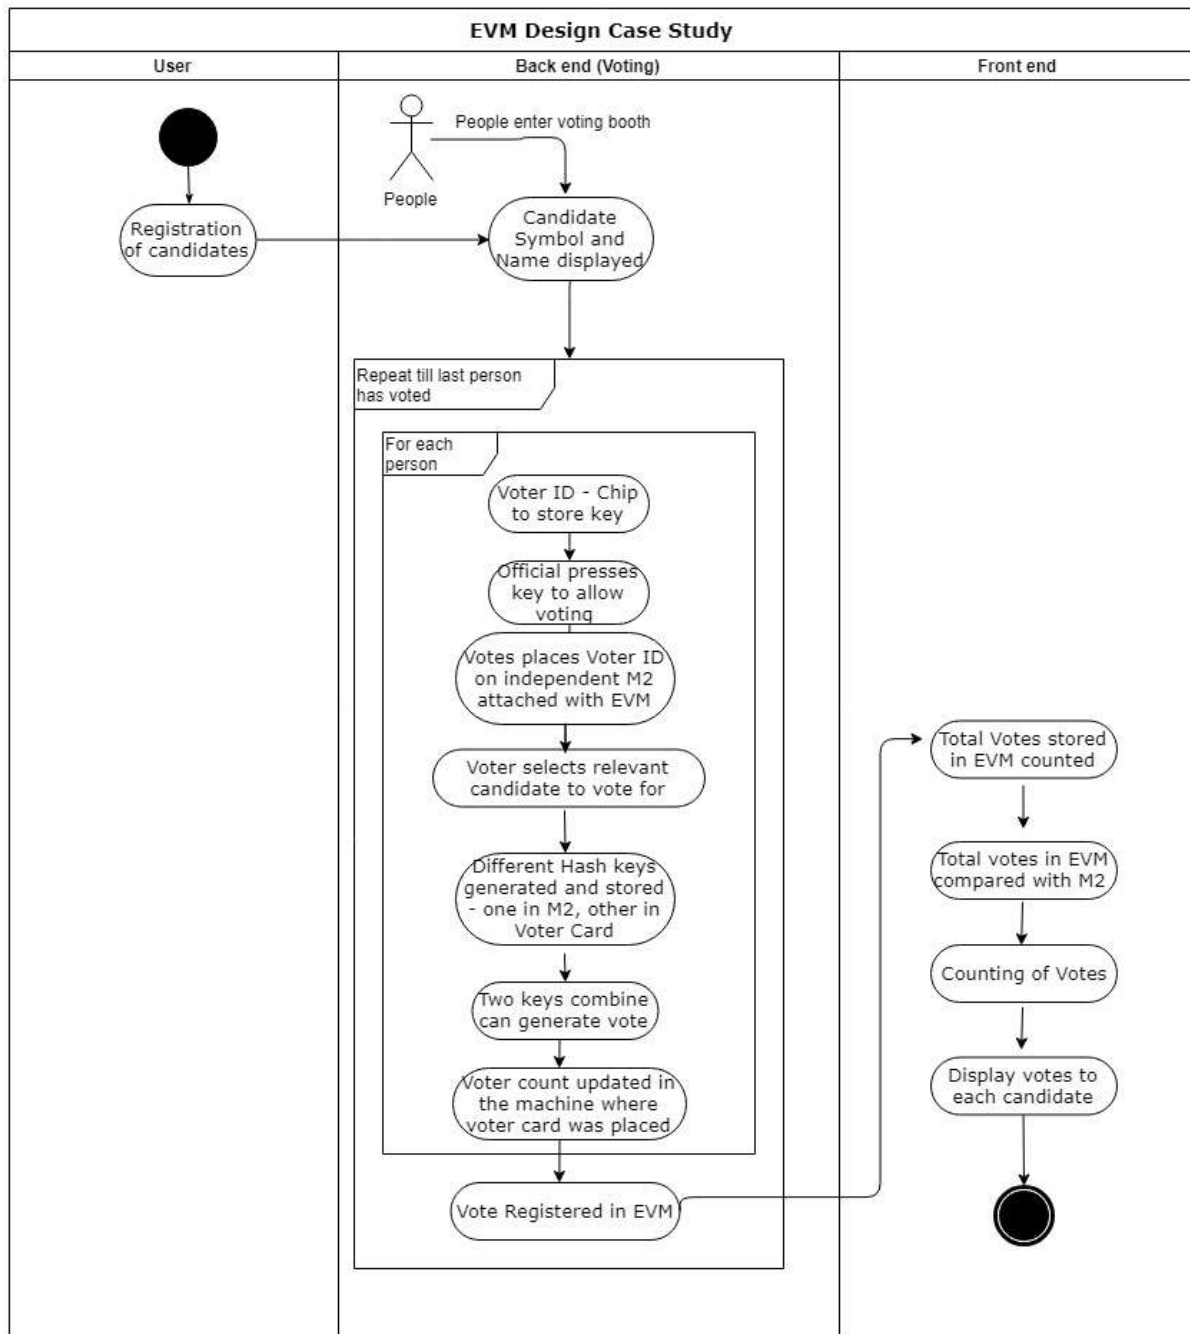 EVM Design Case Study
User
Back end (Voting)
Front end
People enter voting booth
People
Registration
of candidates
Candidate
Symbol and
Name displayed
Repeat till last person
has voted
For each
person
Voter ID - Chip
to store key
Official presses
key to allow
voting
Votes places Voter ID
on independent M2
attached with EVM
Voter selects relevant
candidate to vote for
Different Hash keys
generated and stored
- one in M2, other in
Voter Card
Two keys combine
can generate vote
Voter count updated in
the machine where
voter card was placed
Vote Registered in EVM
Total Votes stored
in EVM counted
Total votes in EVM
compared with M2
Counting of Votes
Display votes to
each candidate